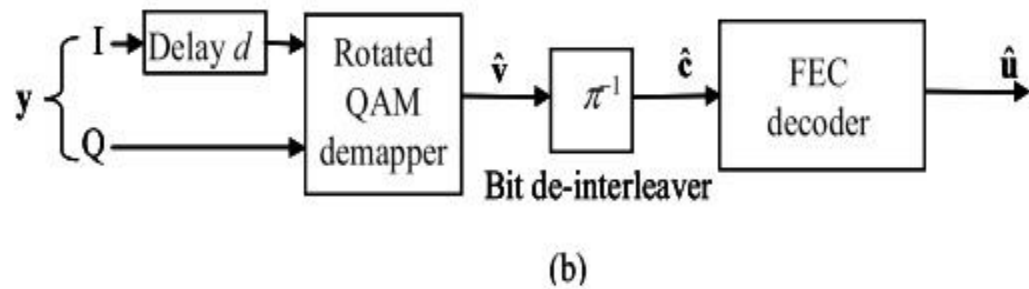 y
I
Delay d
Q
Rotated
QAM
demapper
v̂
π⁻¹
Bit de-interleaver
ĉ
FEC
decoder
û
(b)